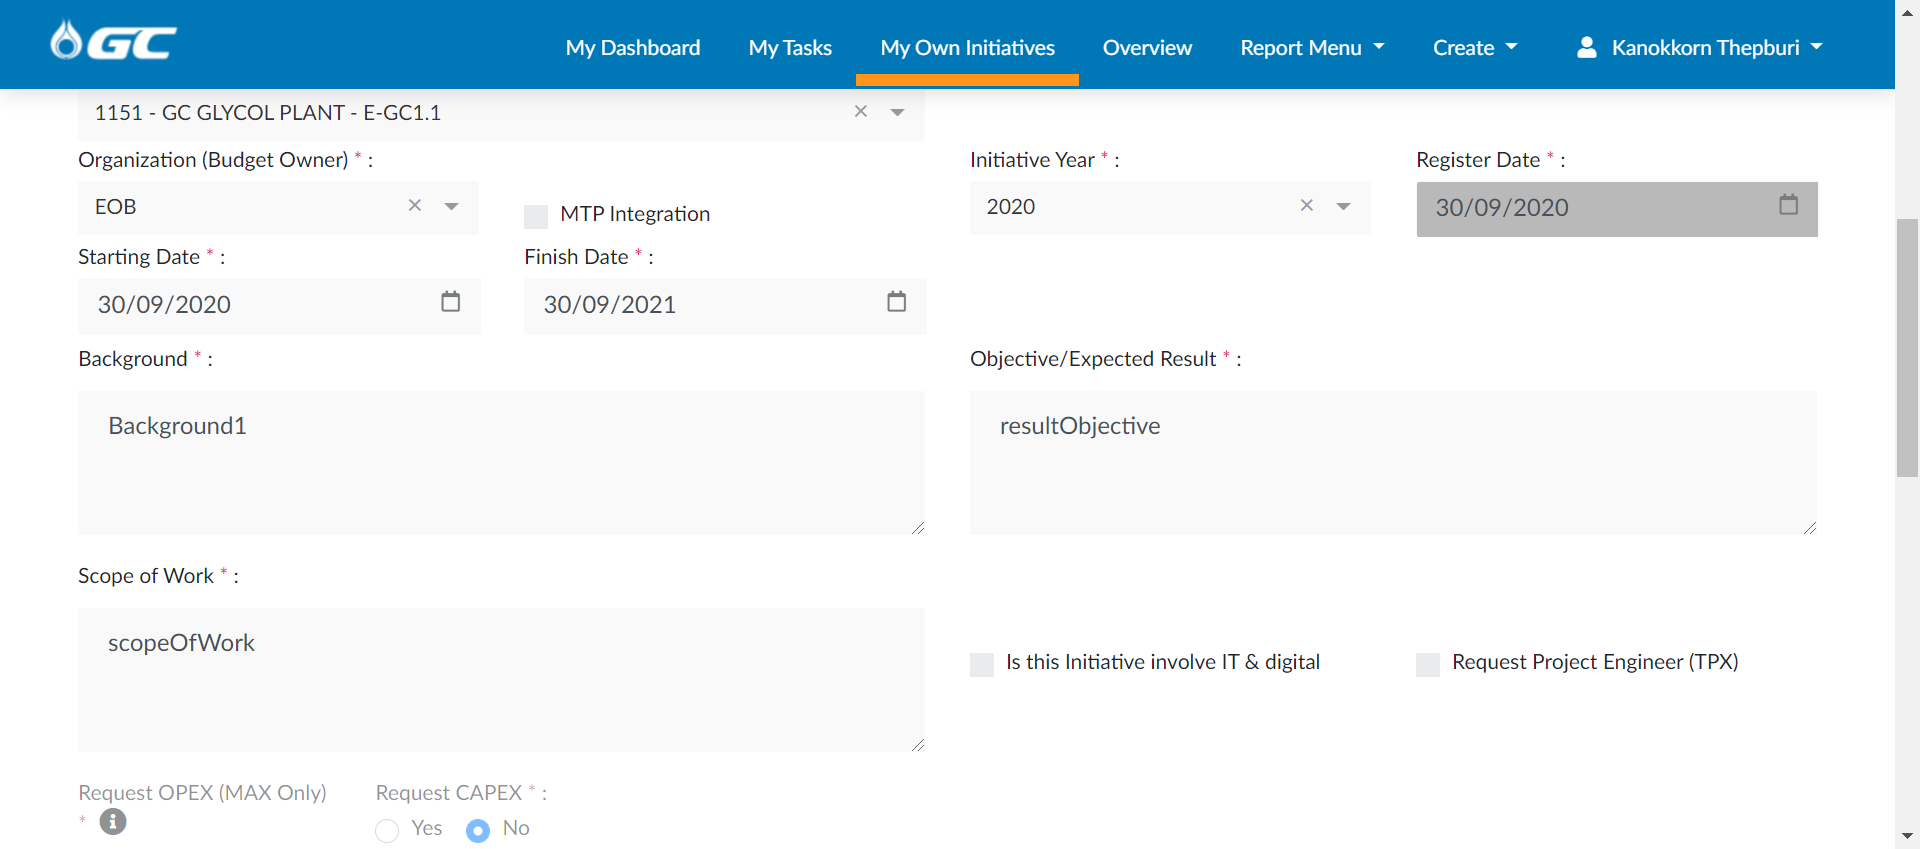 GC
My Dashboard My Tasks My Own Initiatives Overview Report Menu Create Kanokkorn Thepburi
1151 - GC GLYCOL PLANT - E-GC1.1 ×
Organization (Budget Owner) * : Initiative Year * : Register Date * :
EOB × MTP Integration 2020 × 30/09/2020
Starting Date * : Finish Date * :
30/09/2020 30/09/2021
Background * : Objective/Expected Result * :
Background1 resultObjective
Scope of Work * :
scopeOfWork
Is this Initiative involve IT & digital Request Project Engineer (TPX)
Request OPEX (MAX Only) Request CAPEX * :
* i Yes No